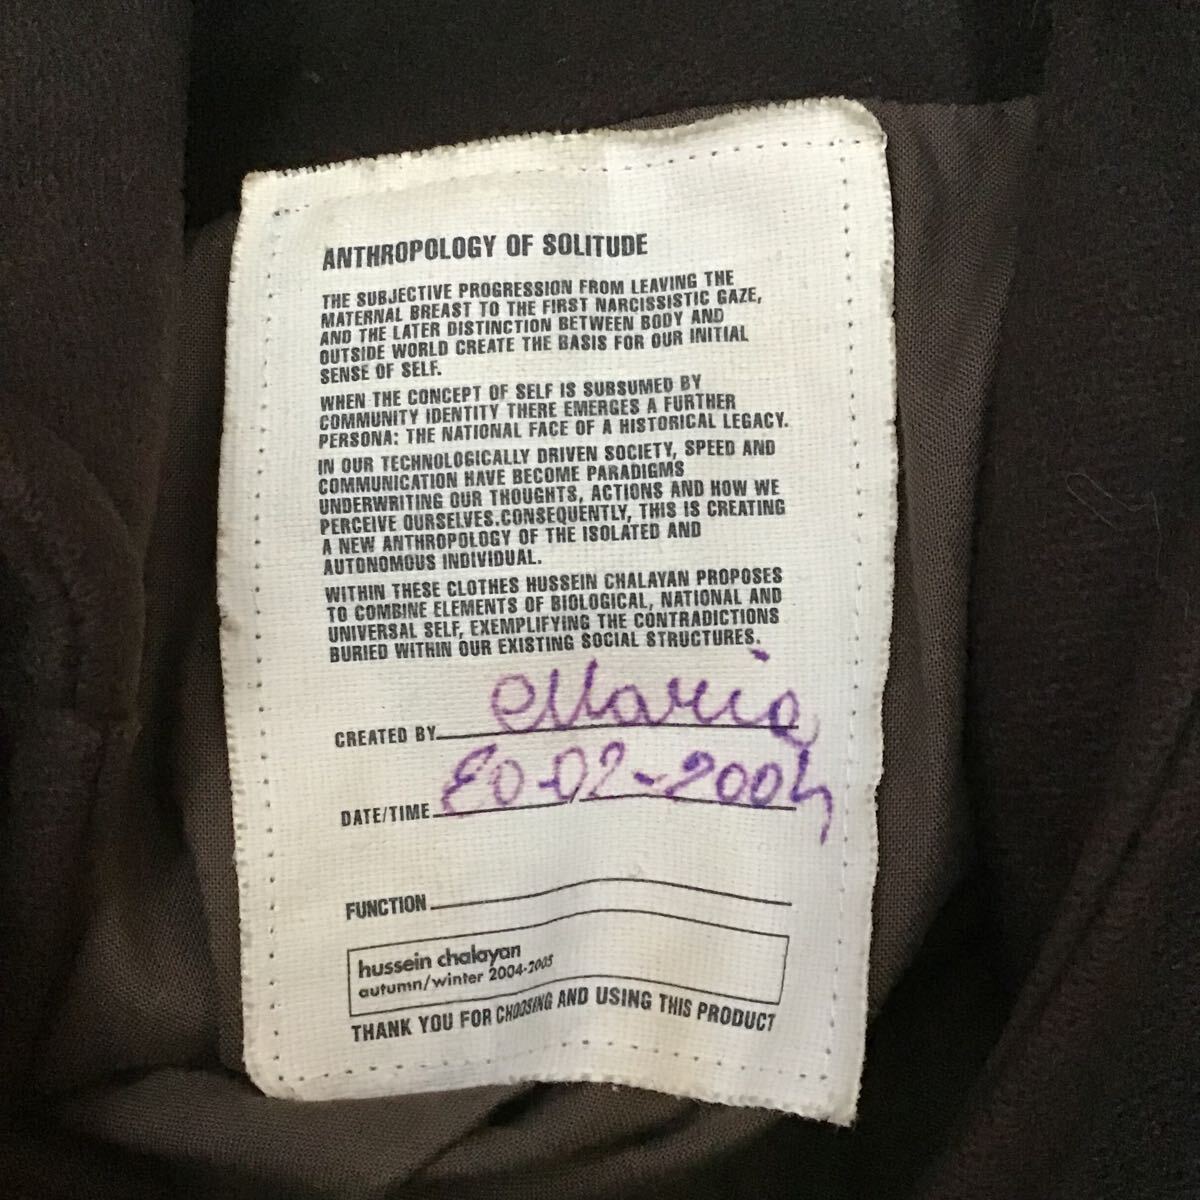 ANTHROPOLOGY OF SOLITUDE
THE SUBJECTIVE PROGRESSION FROM LEAVING THE
MATERNAL BREAST TO THE FIRST NARCISSISTIC GAZE,
AND THE LATER DISTINCTION BETWEEN BODY AND
OUTSIDE WORLD CREATE THE BASIS FOR OUR INITIAL
SENSE OF SELF.
WHEN THE CONCEPT OF SELF IS SUBSUMED BY
COMMUNITY IDENTITY THERE EMERGES A FURTHER
PERSONA: THE NATIONAL FACE OF A HISTORICAL LEGACY.
IN OUR TECHNOLOGICALLY DRIVEN SOCIETY, SPEED AND
COMMUNICATION HAVE BECOME PARADIGMS
UNDERWRITING OUR THOUGHTS, ACTIONS AND HOW WE
PERCEIVE OURSELVES.CONSEQUENTLY, THIS IS CREATING
A NEW ANTHROPOLOGY OF THE ISOLATED AND
AUTONOMOUS INDIVIDUAL.
WITHIN THESE CLOTHES HUSSEIN CHALAYAN PROPOSES
TO COMBINE ELEMENTS OF BIOLOGICAL, NATIONAL AND
UNIVERSAL SELF, EXEMPLIFYING THE CONTRADICTIONS
BURIED WITHIN OUR EXISTING SOCIAL STRUCTURES.
CREATED BY Maria
DATE/TIME 20-02-2004
FUNCTION
hussein chalayan
autumn/winter 2004-2005
THANK YOU FOR CHOOSING AND USING THIS PRODUCT